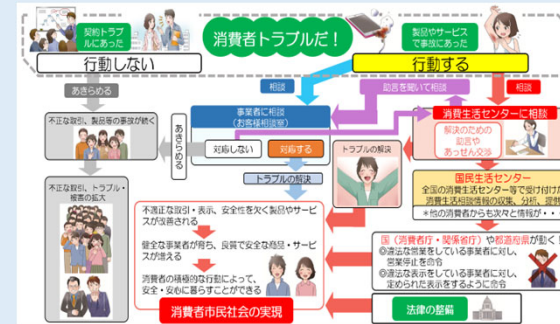 契約トラブ
ルにあった
消費者トラブルだ！
製品やサービス
で事故にあった
行動しない
行動する
あきらめる
相談
助言を聞いて相談
相談
不正な取引、製品等の事故が続く
事業者に相談
（お客様相談室）
消費生活センターに相談
解決のための
助言や
あっせん交渉
あきらめる
対応しない
対応する
トラブルの解決
トラブルの解決
国民生活センター
全国の消費生活センター等で受け付けた
消費生活相談情報の収集、分析、提供
＊他の消費者からも次々と情報が・・
不正な取引、トラブル・
被害の拡大
不適正な取引・表示、安全性を欠く製品やサービ
スが改善される
健全な事業者が育ち、良質で安全な商品・サービ
スが増える
消費者の積極的な行動によって、
安全・安心に暮らすことができる
消費者市民社会の実現
国（消費者庁・関係省庁）や都道府県が動く！
◎違法な営業をしている事業者に対し、
営業停止を命令
◎違法な表示をしている事業者に対し、
定められた表示をするように命令
法律の整備